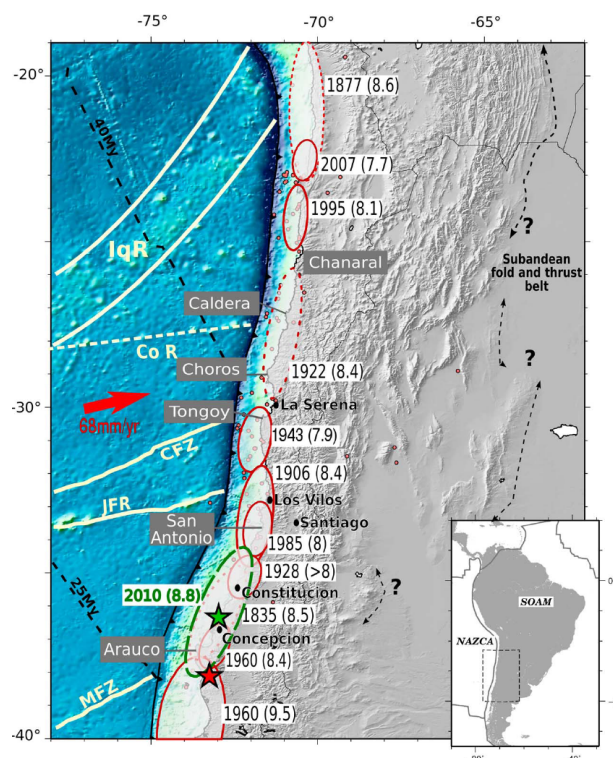 -75°
-70°
-65°
-20°
1877 (8.6)
40My
2007 (7.7)
1995 (8.1)
?
IqR
Chanaral
Subandean
fold and thrust
belt
Caldera
Co R
?
Choros
1922 (8.4)
68mm/yr
-30°
La Serena
Tongoy
CFZ
1943 (7.9)
1906 (8.4)
JFR
Los Vilos
San
Antonio
Santiago
1985 (8)
1928 (>8)
25My
2010 (8.8)
Constitucion
?
1835 (8.5)
Concepcion
Arauco
1960 (8.4)
MFZ
1960 (9.5)
-40°
0°
SOAM
NAZCA